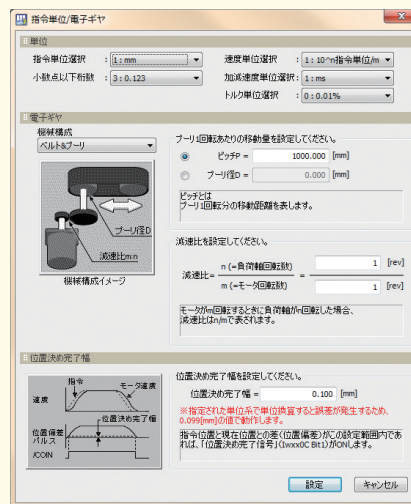 指令単位/電子ギヤ
単位
指令単位選択 : 1 : mm
速度単位選択 : 1 : 10^n指令単位/m
小数点以下桁数 : 3 : 0.123
加減速度単位選択 : 1 : ms
トルク単位選択 : 0 : 0.01%
電子ギヤ
機械構成
ベルト&プーリ
プーリ径D
減速比m:n
機械構成イメージ
プーリ1回転あたりの移動量を設定してください。
ピッチP = 1000.000 [mm]
プーリ径D = 0.000 [mm]
ピッチとは
プーリ1回転分の移動距離を表します。
減速比を設定してください。
減速比= n (=負荷軸回転数) = 1 [rev]
m (=モータ回転数) 1 [rev]
モータがm回転するときに負荷軸がn回転した場合、
減速比はn/mで表されます。
位置決め完了幅
指令
モータ速度
速度
位置決め完了幅
位置偏差
パルス
/COIN
位置決め完了幅を設定してください。
位置決め完了幅 = 0.100 [mm]
※指定された単位系で単位換算すると誤差が発生するため、
0.099[mm]の値で動作します。
指令位置と現在位置との差(位置偏差)がこの設定範囲内であ
れば、「位置決め完了信号」(Iwxx0C Bit1)がONします。
設定
キャンセル